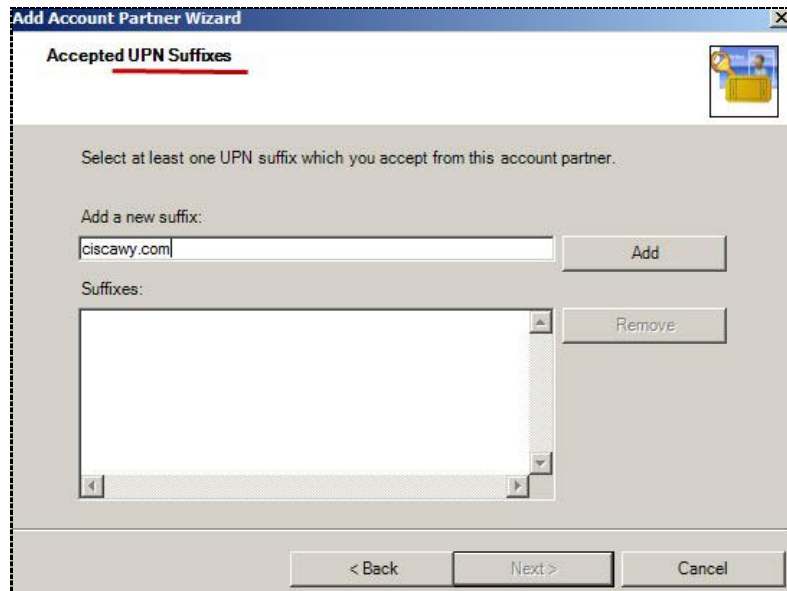 Add Account Partner Wizard
Accepted UPN Suffixes
Select at least one UPN suffix which you accept from this account partner.
Add a new suffix:
ciscawy.com
Add
Suffixes:
Remove
< Back
Next >
Cancel